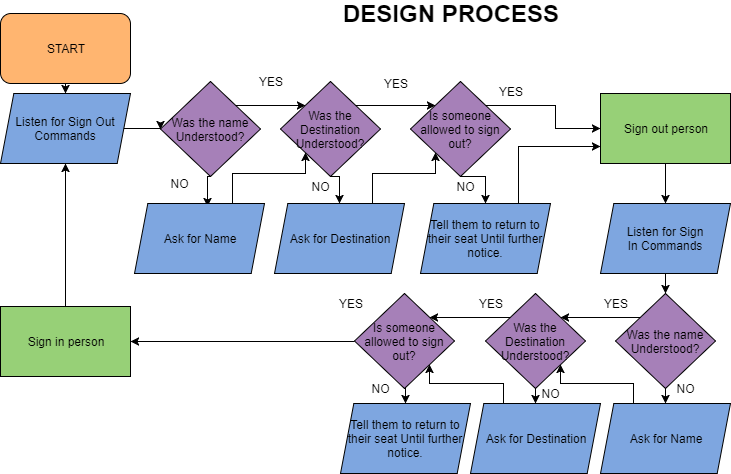 DESIGN PROCESS
START
Listen for Sign Out
Commands
Was the name
Understood?
YES
NO
Ask for Name
Was the
Destination
Understood?
YES
NO
Ask for Destination
Is someone
allowed to sign
out?
YES
NO
Tell them to return to
their seat Until further
notice.
Sign out person
Listen for Sign
In Commands
Was the name
Understood?
YES
NO
Ask for Name
Was the
Destination
Understood?
YES
NO
Ask for Destination
Is someone
allowed to sign
out?
YES
NO
Tell them to return to
their seat Until further
notice.
Sign in person